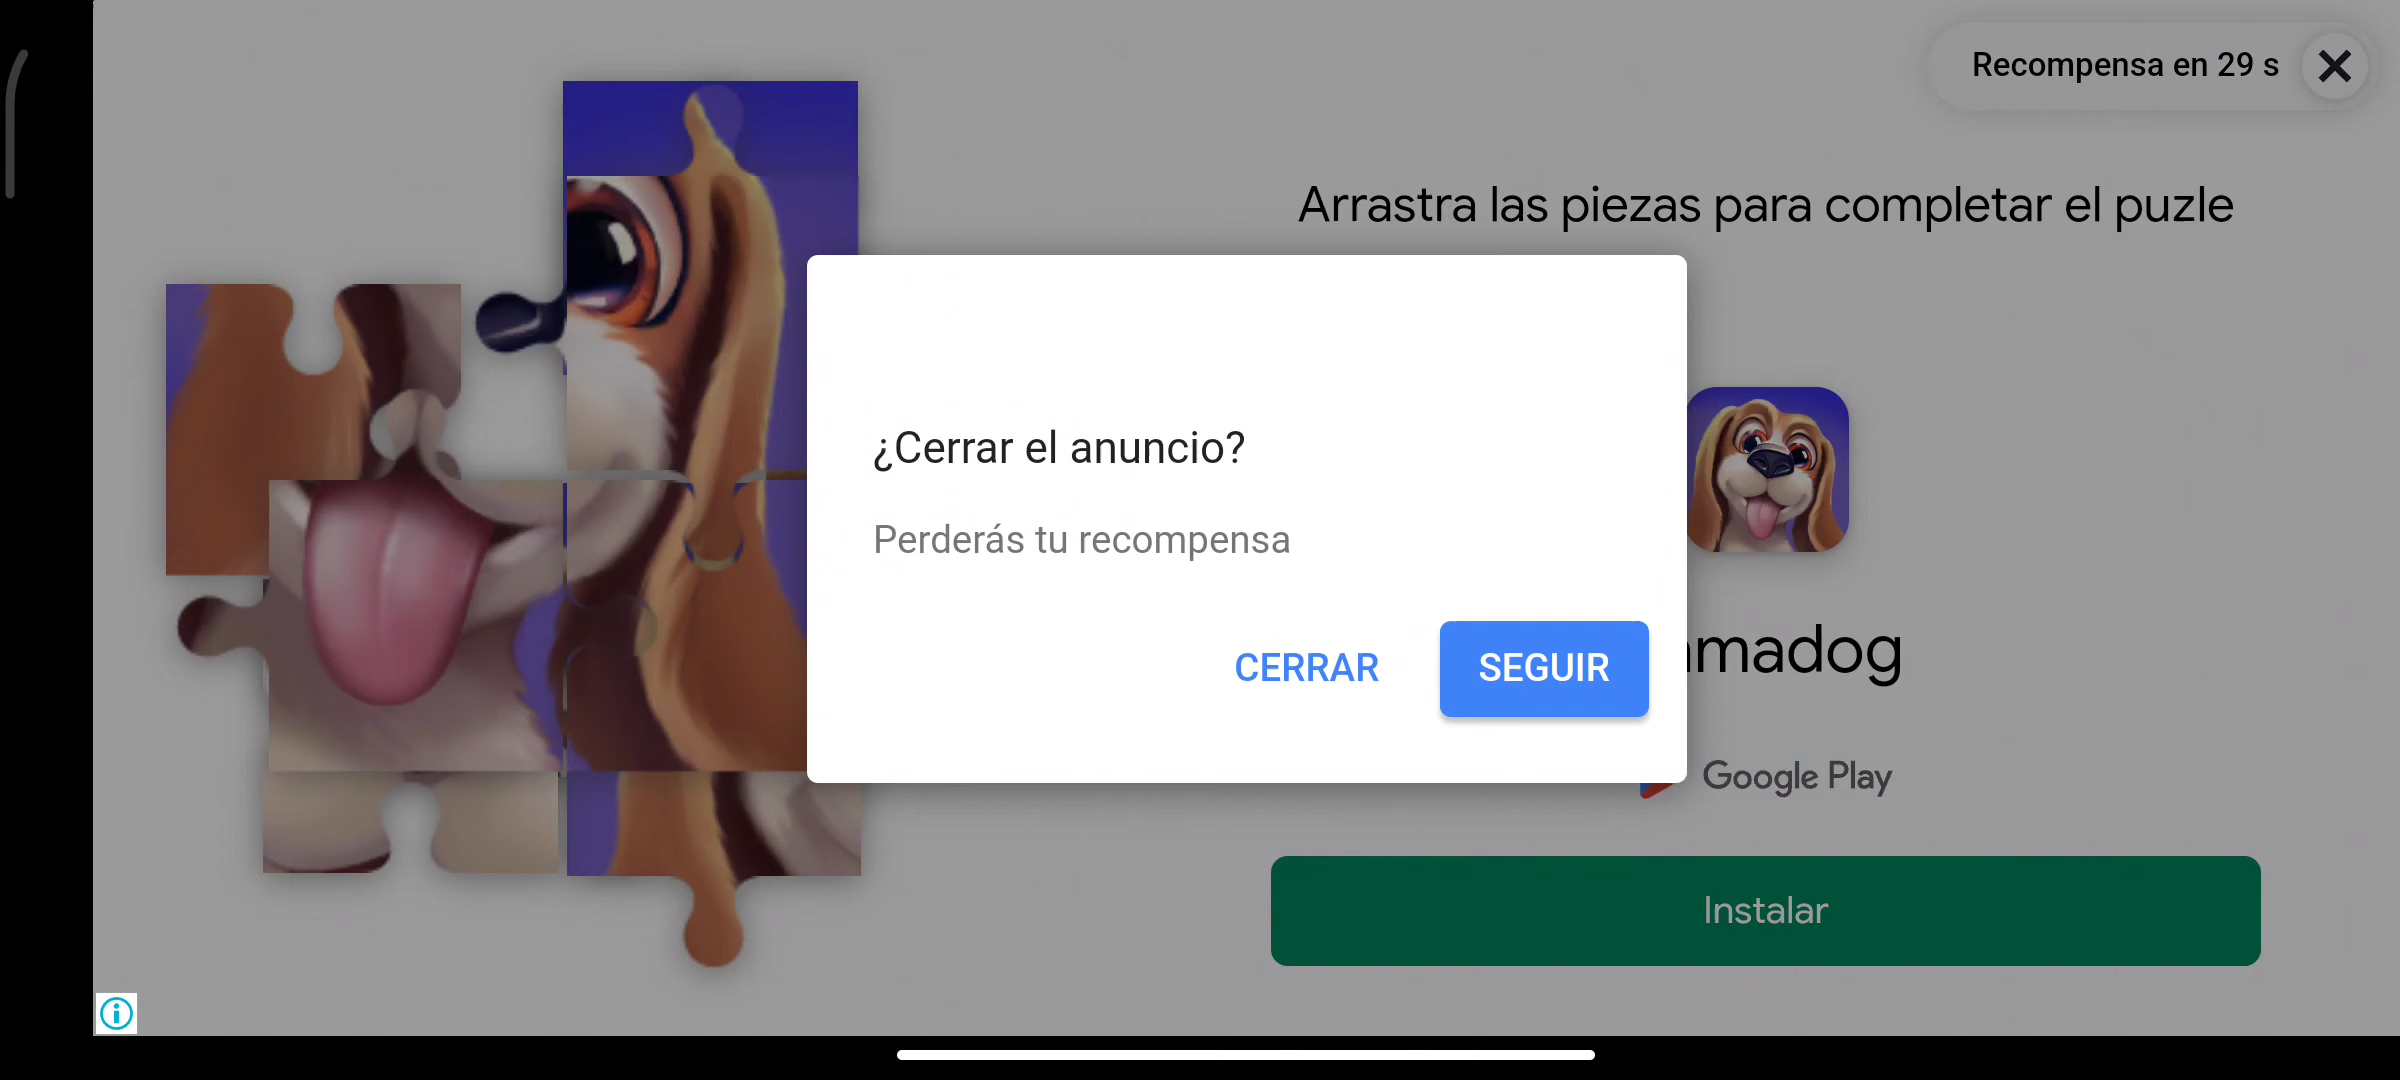 Recompensa en 29 s
Arrastra las piezas para completar el puzle
¿Cerrar el anuncio?
Perderás tu recompensa
CERRAR
SEGUIR
Google Play
Instalar